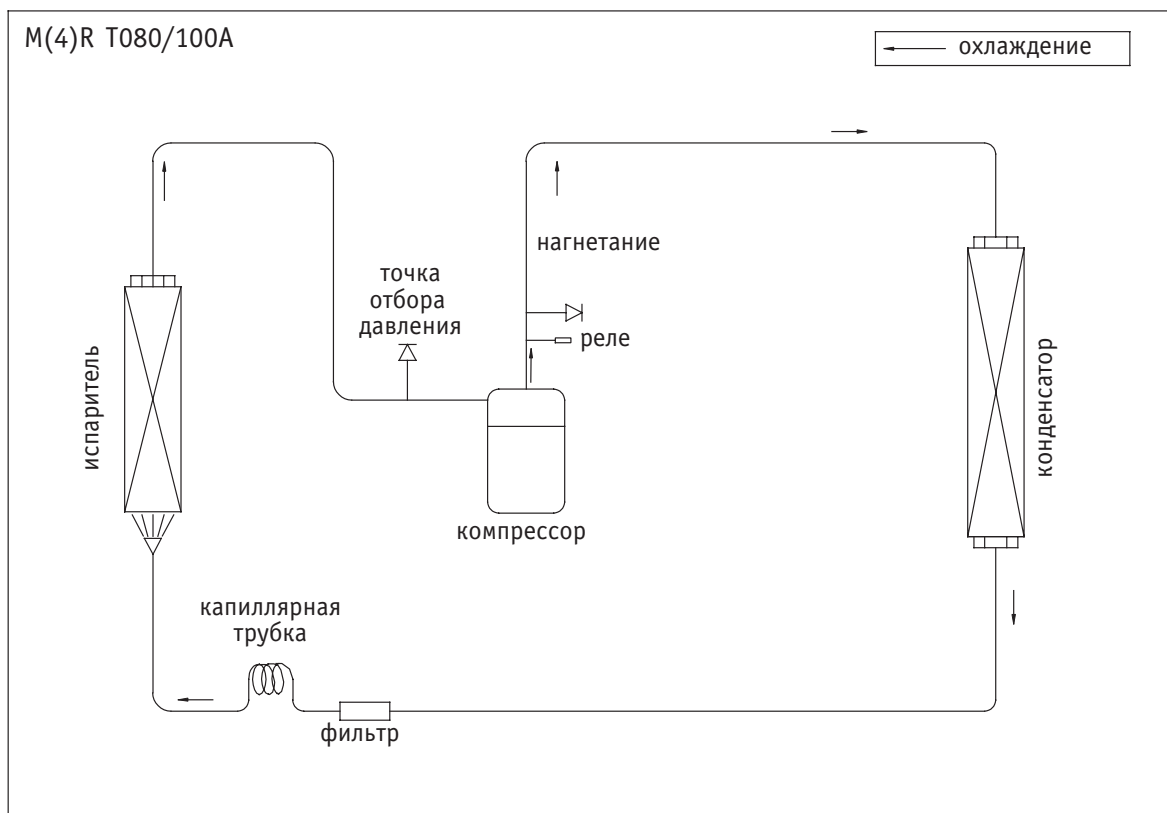 M(4)R T080/100A
охлаждение
нагнетание
точка
отбора
давления
реле
испаритель
конденсатор
компрессор
капиллярная
трубка
фильтр